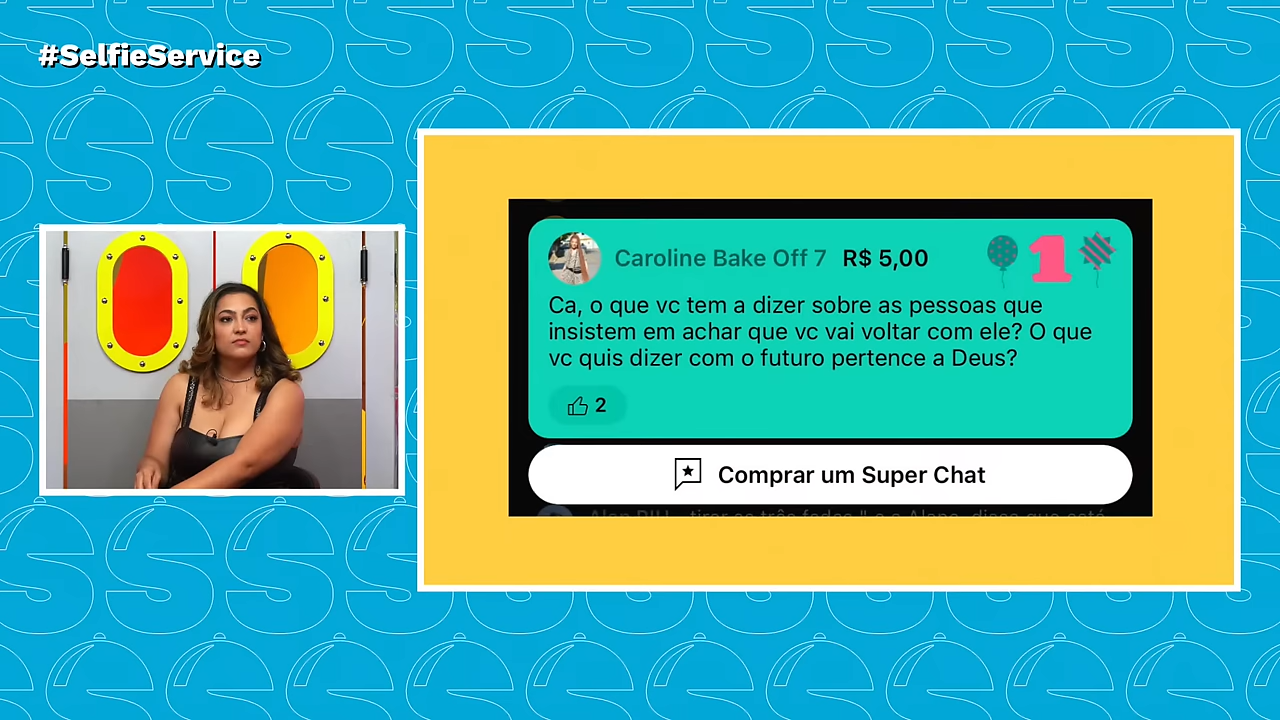 #SelfieService
Caroline Bake Off 7 R$ 5,00
1
Ca, o que vc tem a dizer sobre as pessoas que
insistem em achar que vc vai voltar com ele? O que
vc quis dizer com o futuro pertence a Deus?
2
Comprar um Super Chat